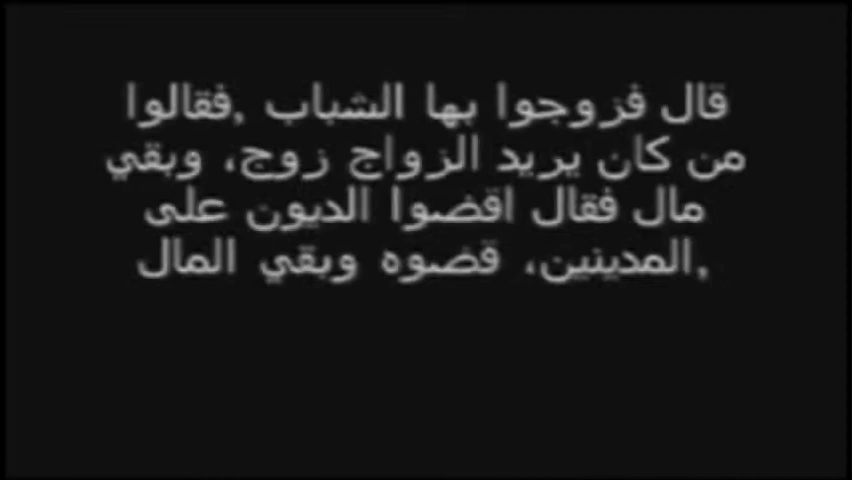 قال فزوجوا بها الشباب ,فقالوا
من كان يريد الزواج زوج، وبقي
مال فقال اقضوا الديون على
,المدينين، قضوه وبقي المال